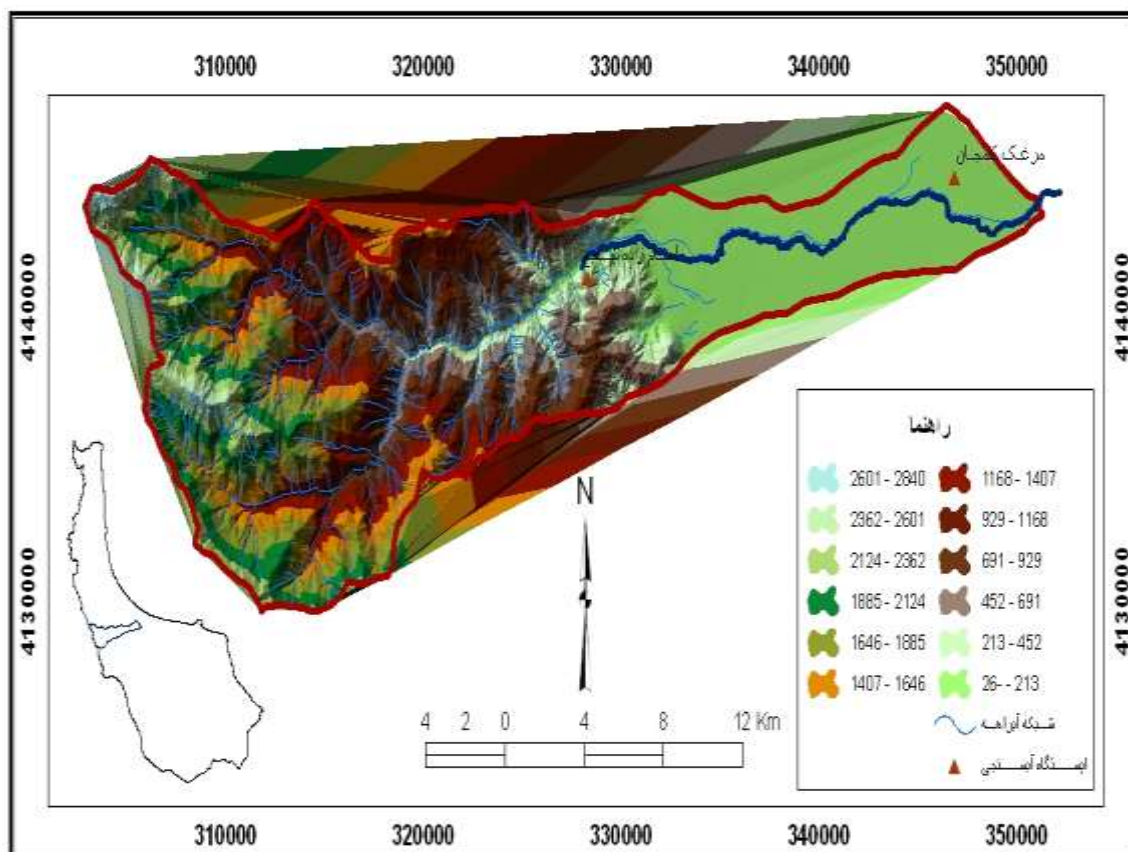 310000 320000 330000 340000 350000
مرغک
4140000
4140000
4130000
4130000
N
راهنما
2601 - 2840 1168 - 1407
2362 - 2601 929 - 1168
2124 - 2362 691 - 929
1885 - 2124 452 - 691
1646 - 1885 213 - 452
1407 - 1646 26- - 213
شبکه آبراهه
ایستگاه آبسنجی
4 2 0 4 8 12 Km
310000 320000 330000 340000 350000